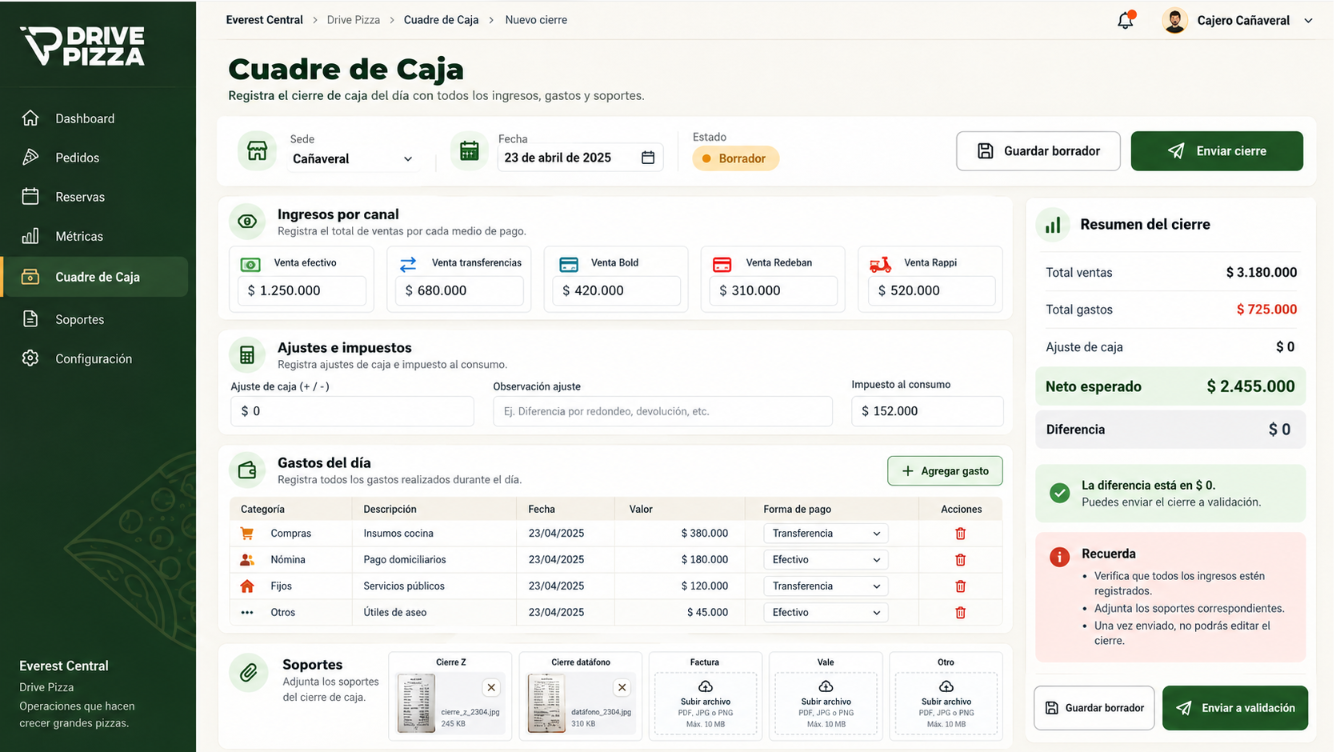 DRIVE
PIZZA
Dashboard
Pedidos
Reservas
Métricas
Cuadre de Caja
Soportes
Configuración
Everest Central
Drive Pizza
Operaciones que hacen
crecer grandes pizzas.
Everest Central > Drive Pizza > Cuadre de Caja > Nuevo cierre
Cajero Cañaveral
Cuadre de Caja
Registra el cierre de caja del día con todos los ingresos, gastos y soportes.
Sede
Cañaveral
Fecha
23 de abril de 2025
Estado
Borrador
Guardar borrador
Enviar cierre
Ingresos por canal
Registra el total de ventas por cada medio de pago.
Venta efectivo
$ 1.250.000
Venta transferencias
$ 680.000
Venta Bold
$ 420.000
Venta Redeban
$ 310.000
Venta Rappi
$ 520.000
Ajustes e impuestos
Registra ajustes de caja e impuesto al consumo.
Ajuste de caja (+ / -)
$ 0
Observación ajuste
Ej. Diferencia por redondeo, devolución, etc.
Impuesto al consumo
$ 152.000
Gastos del día
Registra todos los gastos realizados durante el día.
+ Agregar gasto
Categoría Descripción Fecha Valor Forma de pago Acciones
Compras Insumos cocina 23/04/2025 $ 380.000 Transferencia
Nómina Pago domiciliarios 23/04/2025 $ 180.000 Efectivo
Fijos Servicios públicos 23/04/2025 $ 120.000 Transferencia
Otros Útiles de aseo 23/04/2025 $ 45.000 Efectivo
Soportes
Adjunta los soportes
del cierre de caja.
Cierre Z
cierre_z_2304.jpg
245 KB
Cierre datáfono
datáfono_2304.jpg
310 KB
Factura
Subir archivo
PDF, JPG o PNG
Máx. 10 MB
Vale
Subir archivo
PDF, JPG o PNG
Máx. 10 MB
Otro
Subir archivo
PDF, JPG o PNG
Máx. 10 MB
Resumen del cierre
Total ventas $ 3.180.000
Total gastos $ 725.000
Ajuste de caja $ 0
Neto esperado $ 2.455.000
Diferencia $ 0
La diferencia está en $ 0.
Puedes enviar el cierre a validación.
Recuerda
• Verifica que todos los ingresos estén
registrados.
• Adjunta los soportes correspondientes.
• Una vez enviado, no podrás editar el
cierre.
Guardar borrador
Enviar a validación